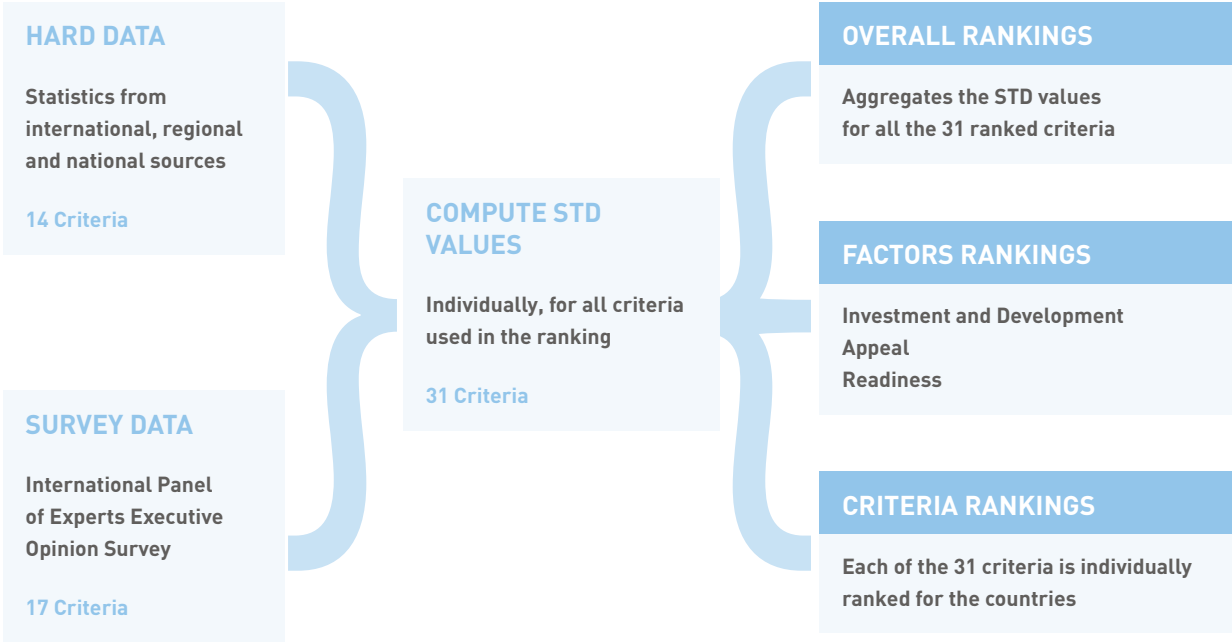 HARD DATA
Statistics from
international, regional
and national sources
14 Criteria
SURVEY DATA
International Panel
of Experts Executive
Opinion Survey
17 Criteria
COMPUTE STD
VALUES
Individually, for all criteria
used in the ranking
31 Criteria
OVERALL RANKINGS
Aggregates the STD values
for all the 31 ranked criteria
FACTORS RANKINGS
Investment and Development
Appeal
Readiness
CRITERIA RANKINGS
Each of the 31 criteria is individually
ranked for the countries